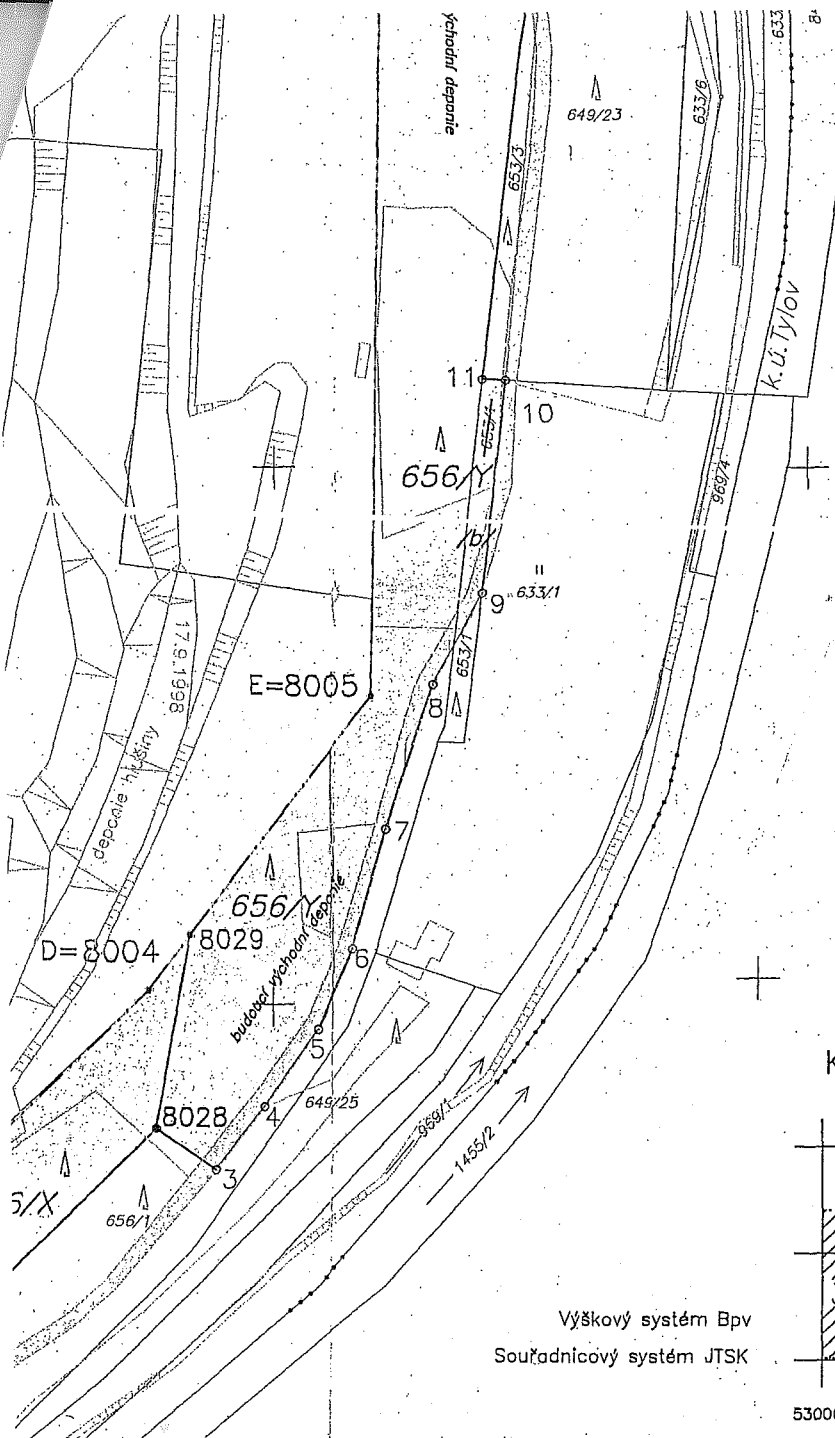 východní deponie
649/23
633/6
633
653/3
k.ú. Tylov
11
10
653/1
656/Y
/b/
969/4
"
633/1
9
17.9.1998
E=8005
8
653/1
deponie hlušiny
7
656/Y
8029
D=8004
budoucí východní deponie
6
5
649/25
4
8028
969/1
3
1455/2
656/1
Výškový systém Bpv
Souřadnicový systém JTSK